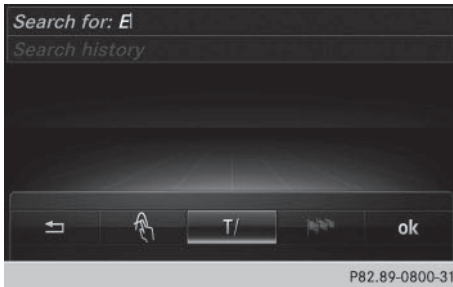 Search for: E
Search history
T/
ok
P82.89-0800-31